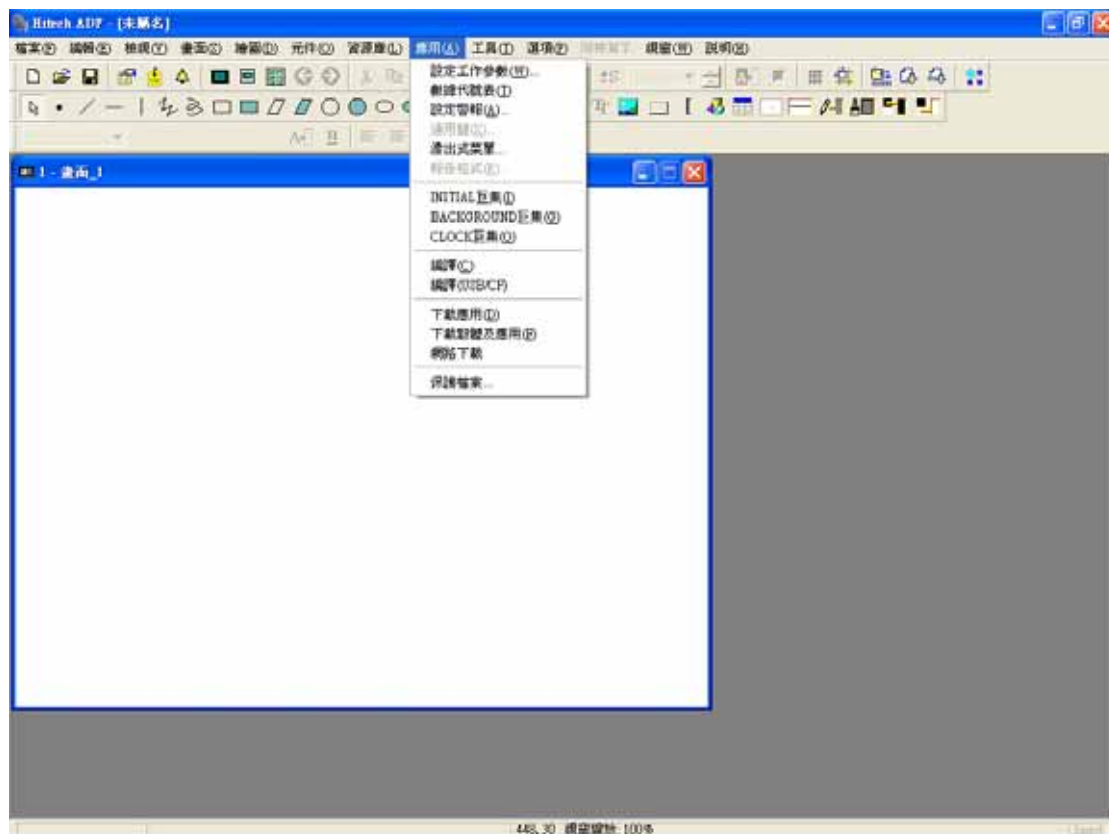 Hitech ADP - [未命名]
檔案(F) 編輯(E) 檢視(V) 畫面(S) 繪圖(D) 元件(O) 資源庫(L) 應用(A) 工具(T) 選項(P) 視窗(W) 說明(H)
設定工作參數(W)...
數據代號表(T)
設定警報(A)...
滑出式菜單...
INITIAL巨集(I)
BACKGROUND巨集(Q)
CLOCK巨集(O)
編譯(C)
編譯(USB/CF)
下載應用(D)
下載韌體及應用(F)
網路下載
保護檔案...
1 - 畫面_1
448, 30 視窗縮放 100%